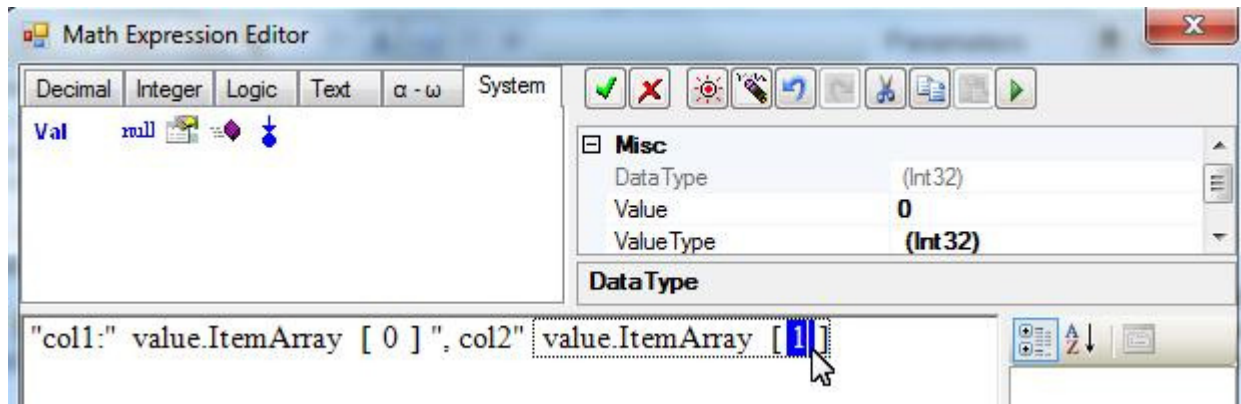 Math Expression Editor
Decimal Integer Logic Text α - ω System
Val null
Misc
DataType (Int32)
Value 0
ValueType (Int32)
DataType
"col1:" value.ItemArray [ 0 ] ", col2" value.ItemArray [ 1 ]